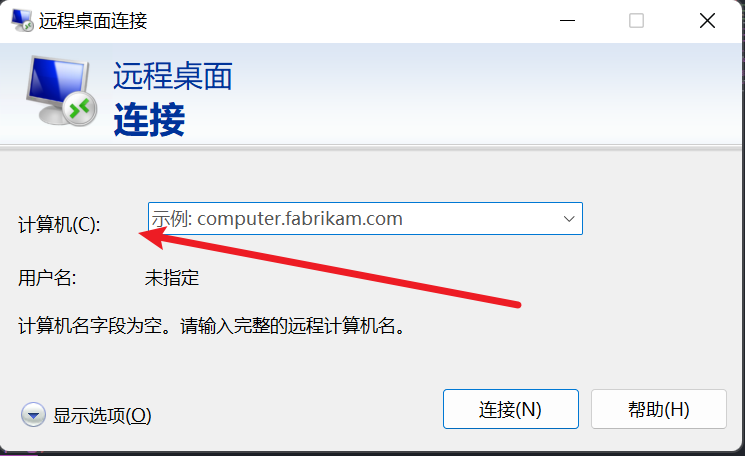 远程桌面连接
远程桌面
连接
计算机(C):
示例: computer.fabrikam.com
用户名:
未指定
计算机名字段为空。请输入完整的远程计算机名。
显示选项(O)
连接(N)
帮助(H)